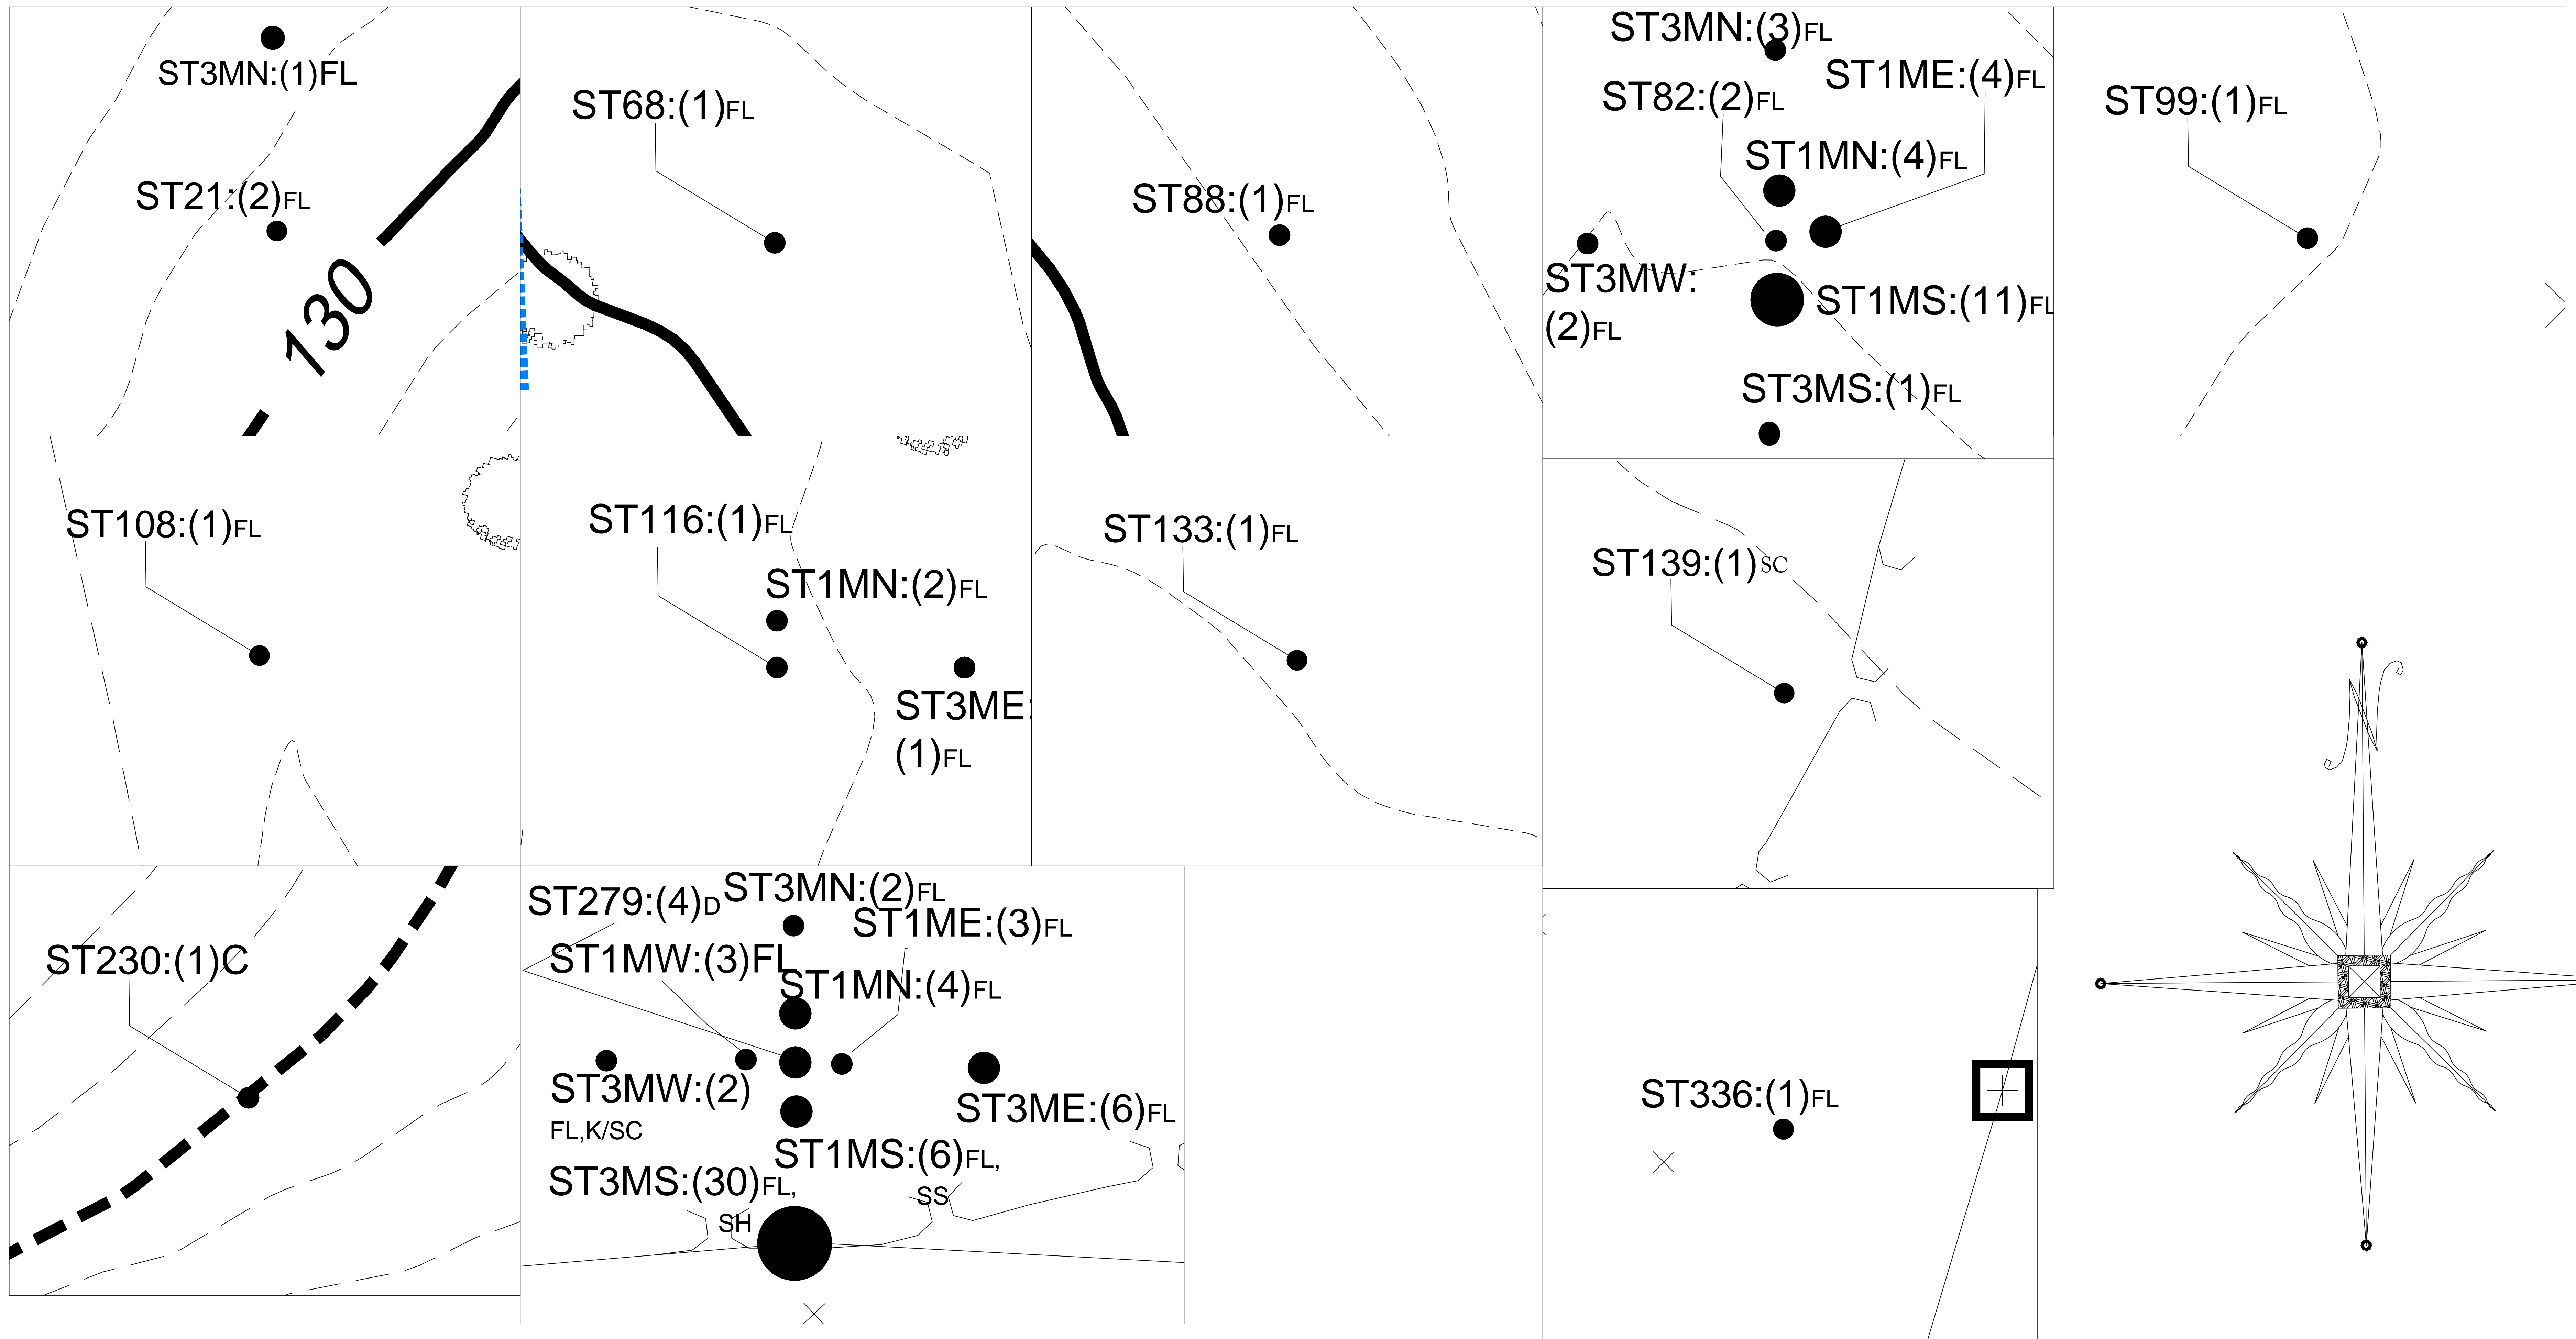 ST3MN:(1)FL
ST21:(2)FL
130
ST68:(1)FL
ST88:(1)FL
ST3MN:(3)FL
ST1ME:(4)FL
ST82:(2)FL
ST1MN:(4)FL
ST3MW:
(2)FL
ST1MS:(11)FL
ST3MS:(1)FL
ST99:(1)FL
ST108:(1)FL
ST116:(1)FL
ST1MN:(2)FL
ST3ME:
(1)FL
ST133:(1)FL
ST139:(1)SC
N
ST230:(1)C
ST279:(4)D
ST3MN:(2)FL
ST1ME:(3)FL
ST1MW:(3)FL
ST1MN:(4)FL
ST3MW:(2)
FL,K/SC
ST3ME:(6)FL
ST1MS:(6)FL,
SS
ST3MS:(30)FL,
SH
ST336:(1)FL